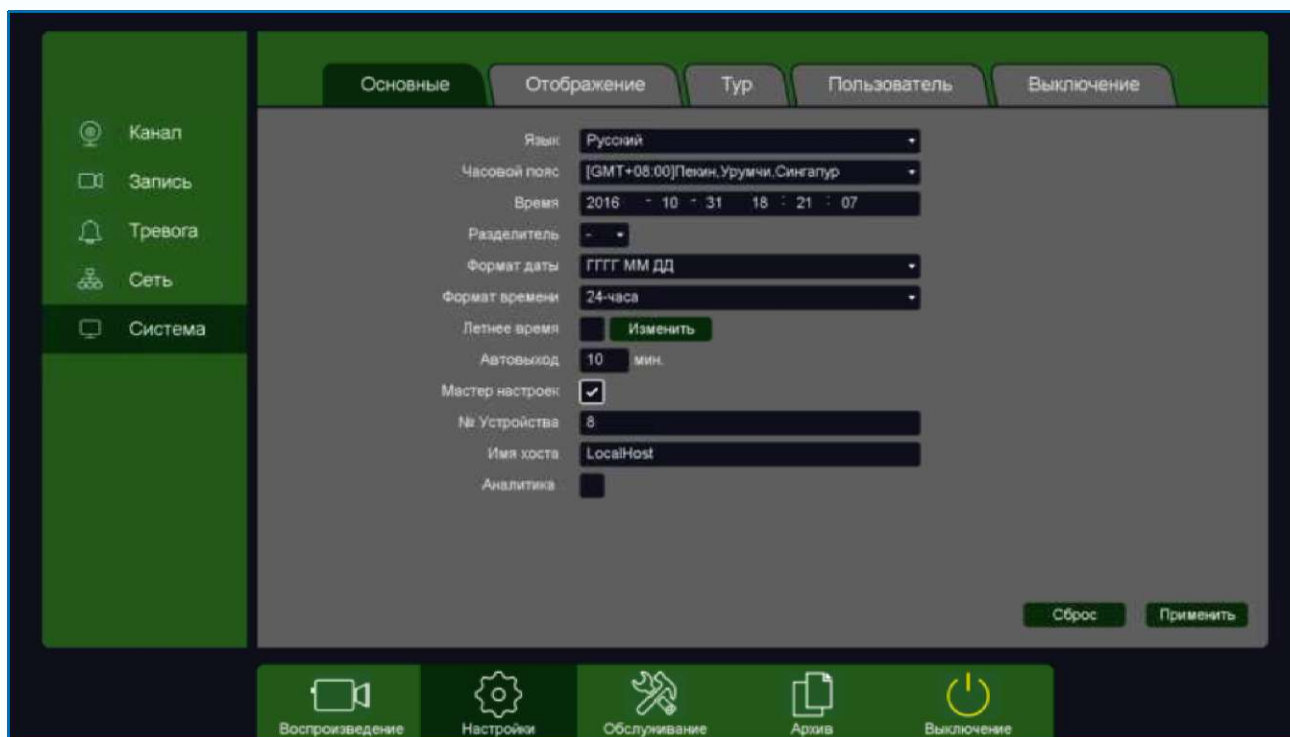 Основные Отображение Тур Пользователь Выключение
Канал
Запись
Тревога
Сеть
Система
Язык Русский
Часовой пояс [GMT+08:00]Пекин,Урумчи,Сингапур
Время 2016 - 10 - 31 18 : 21 : 07
Разделитель -
Формат даты ГГГГ ММ ДД
Формат времени 24-часа
Летнее время Изменить
Автовыход 10 мин.
Мастер настроек
№ Устройства 8
Имя хоста LocalHost
Аналитика
Сброс Применить
Воспроизведение Настройки Обслуживание Архив Выключение